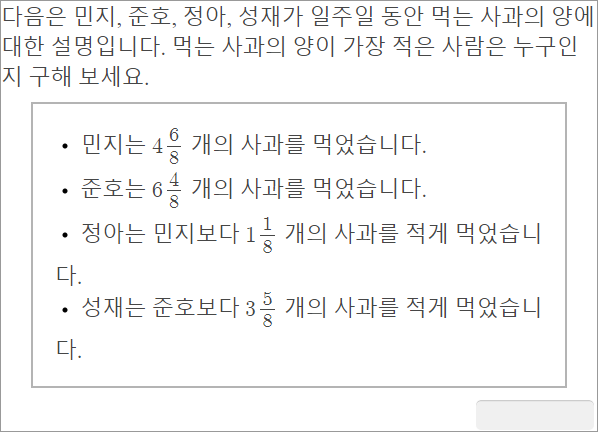 다음은 민지, 준호, 정아, 성재가 일주일 동안 먹는 사과의 양에
대한 설명입니다. 먹는 사과의 양이 가장 적은 사람은 누구인
지 구해 보세요.
• 민지는 4 6/8 개의 사과를 먹었습니다.
• 준호는 6 4/8 개의 사과를 먹었습니다.
• 정아는 민지보다 1 1/8 개의 사과를 적게 먹었습니
다.
• 성재는 준호보다 3 5/8 개의 사과를 적게 먹었습니
다.